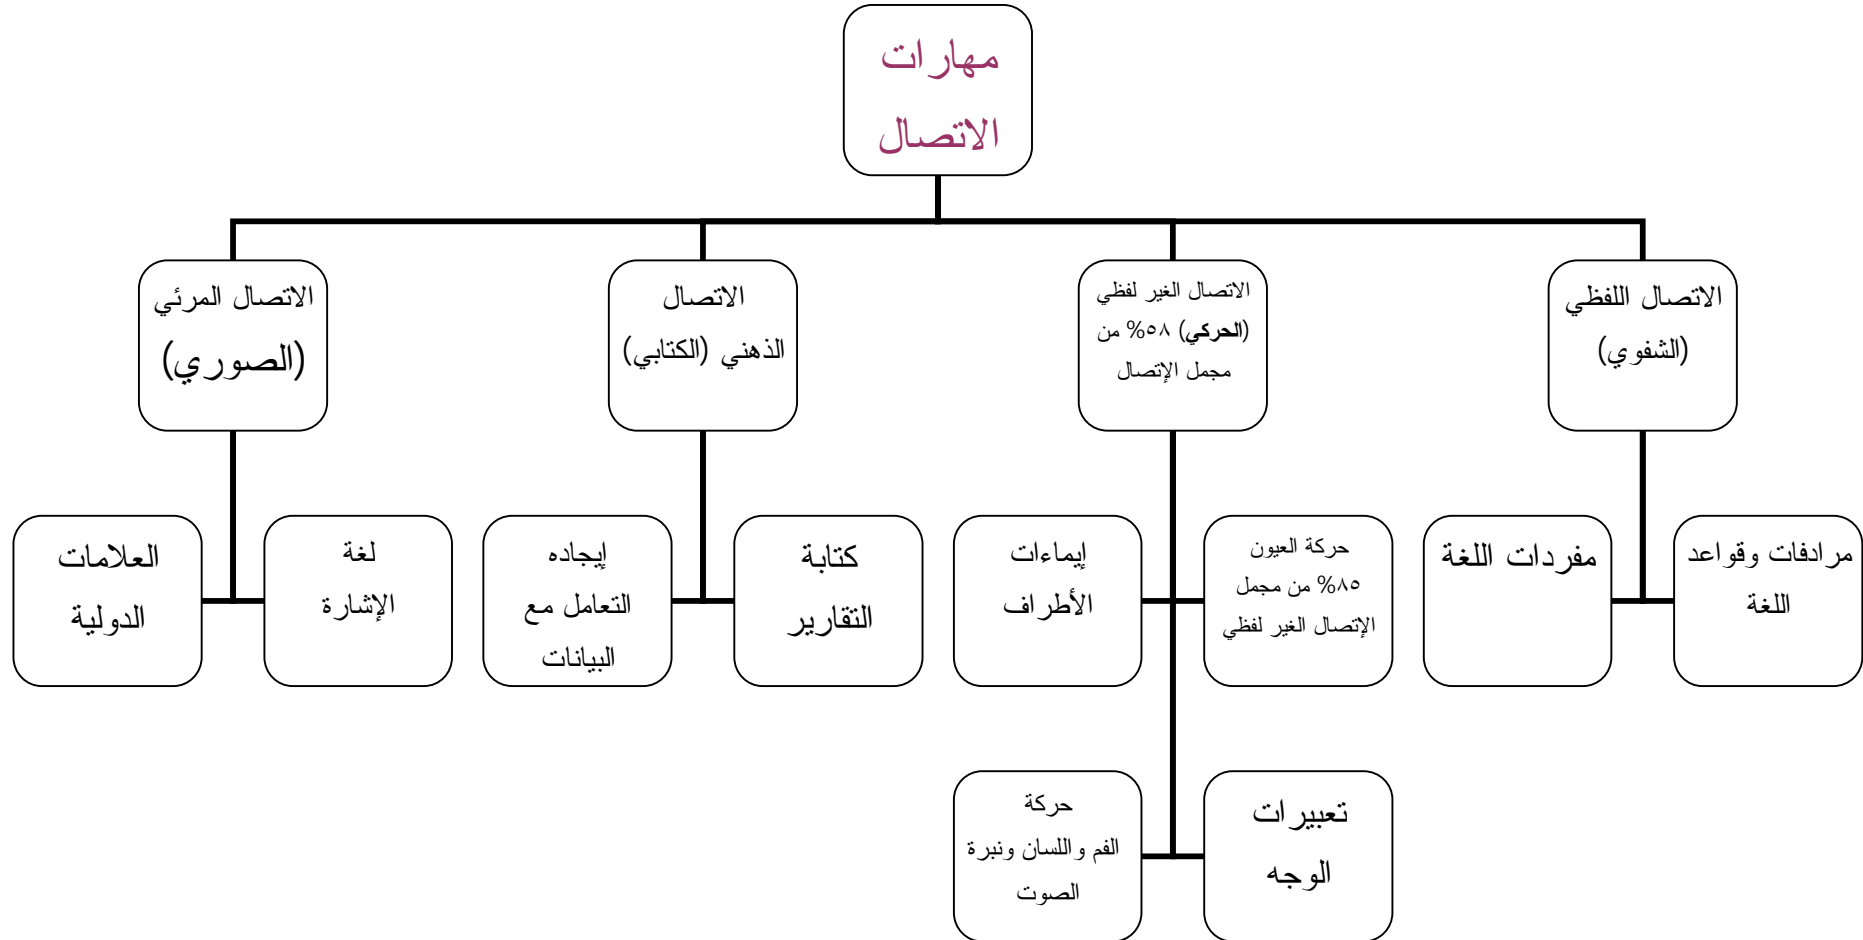 مهارات
الاتصال
الاتصال اللفظي
(الشفوي)
الاتصال الغير لفظي
(الحركي) ٥٨% من
مجمل الإتصال
الاتصال
الذهني (الكتابي)
الاتصال المرئي
(الصوري)
مرادفات وقواعد
اللغة
مفردات اللغة
حركة العيون
٨٥% من مجمل
الإتصال الغير لفظي
إيماءات
الأطراف
كتابة
التقارير
إيجاده
التعامل مع
البيانات
لغة
الإشارة
العلامات
الدولية
تعبيرات
الوجه
حركة
الفم واللسان ونبرة
الصوت